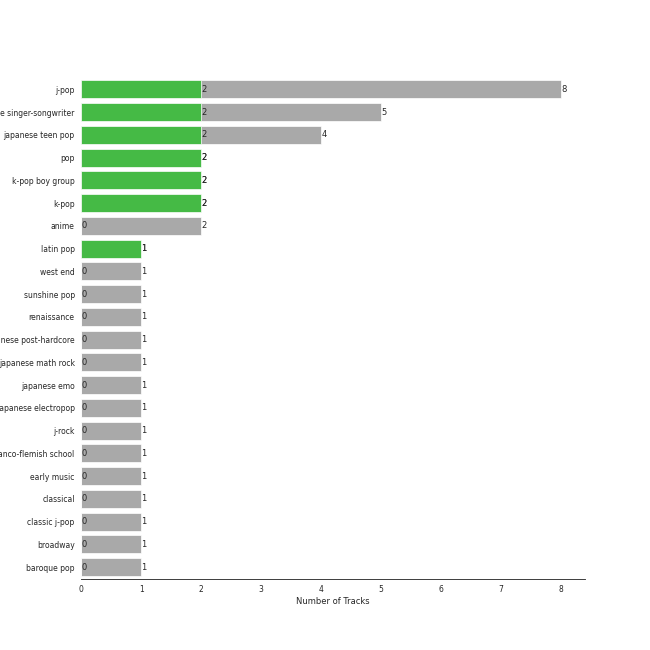 j-pop 2 8
singer-songwriter 2 5
japanese teen pop 2 4
pop 2
k-pop boy group 2
k-pop 2
anime 0 2
latin pop 1
west end 0 1
sunshine pop 0 1
renaissance 0 1
post-hardcore 0 1
japanese math rock 0 1
japanese emo 0 1
electropop 0 1
j-rock 0 1
school 0 1
early music 0 1
classical 0 1
classic j-pop 0 1
broadway 0 1
baroque pop 0 1
0 1 2 3 4 5 6 7 8
Number of Tracks